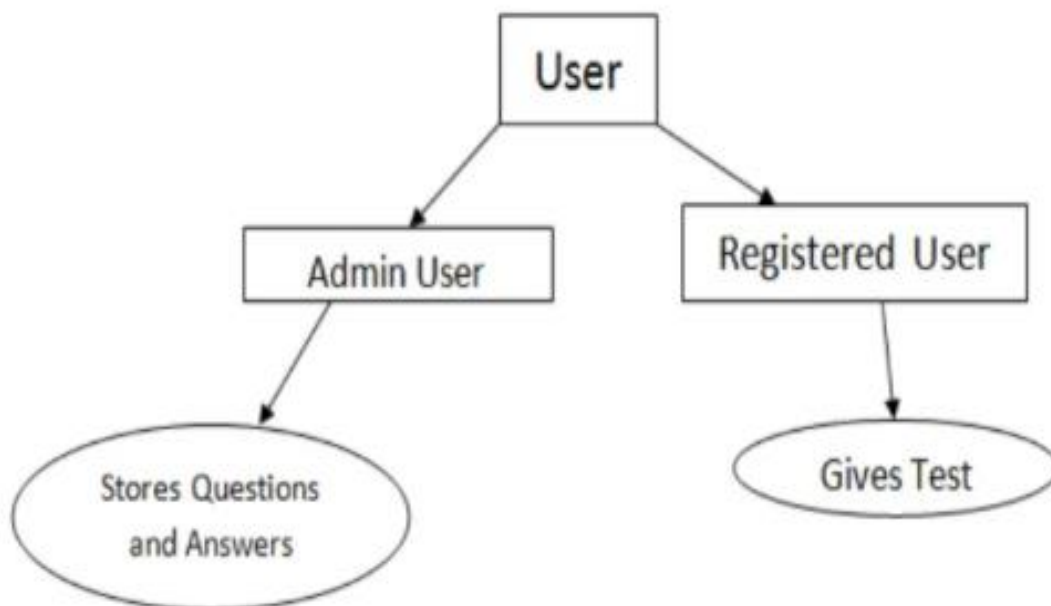 User
Admin User
Registered User
Stores Questions
and Answers
Gives Test